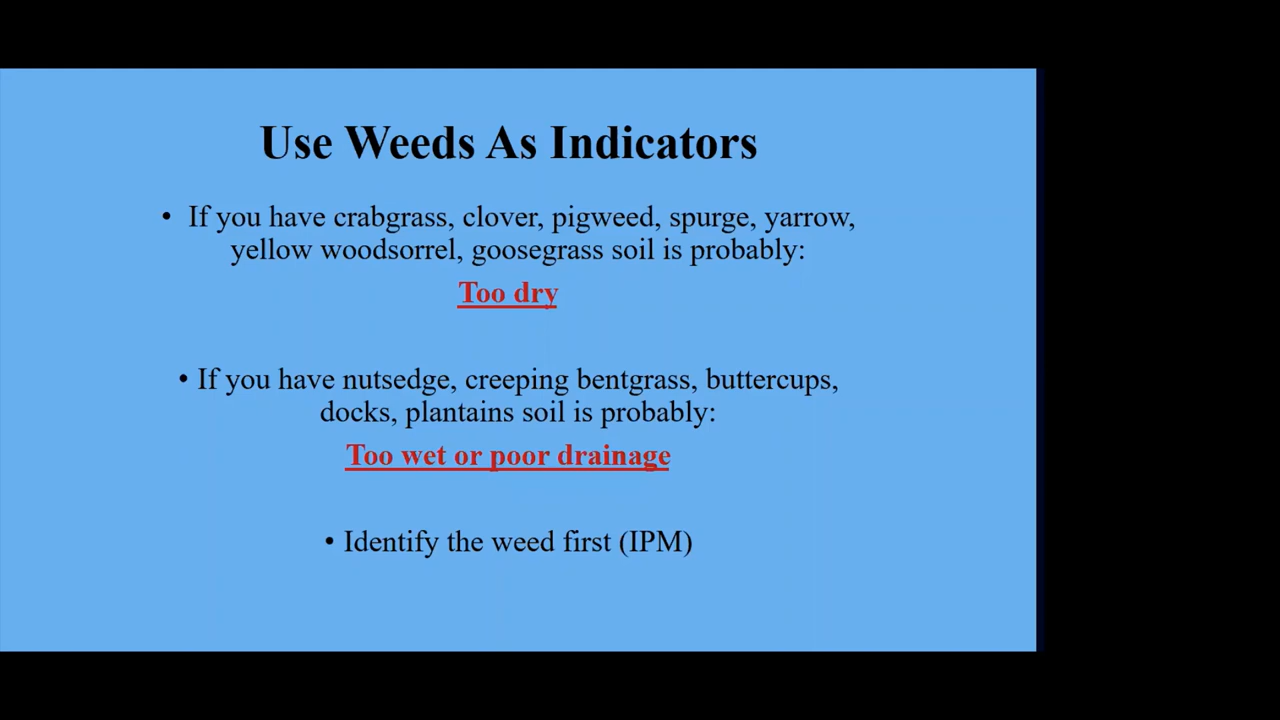 Use Weeds As Indicators
• If you have crabgrass, clover, pigweed, spurge, yarrow,
yellow woodsorrel, goosegrass soil is probably:
Too dry
• If you have nutsedge, creeping bentgrass, buttercups,
docks, plantains soil is probably:
Too wet or poor drainage
• Identify the weed first (IPM)